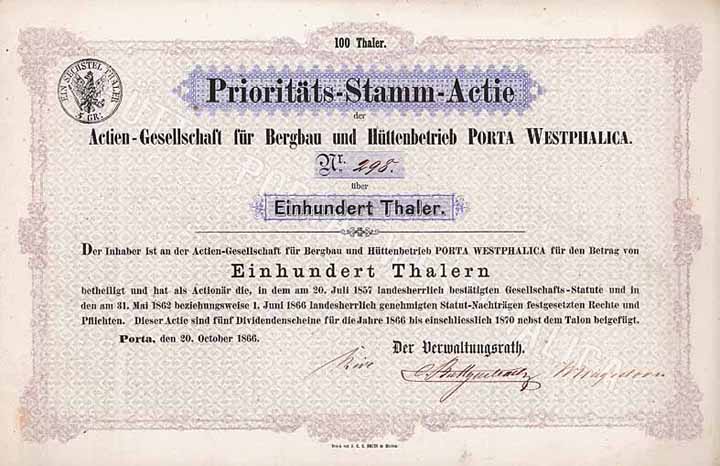 100 Thaler.
EIN SECHSTEL THALER
5 GR.
Prioritäts-Stamm-Actie
der
Actien-Gesellschaft für Bergbau und Hüttenbetrieb PORTA WESTPHALICA.
Nr. 298.
über
Einhundert Thaler.
Der Inhaber ist an der Actien-Gesellschaft für Bergbau und Hüttenbetrieb PORTA WESTPHALICA für den Betrag von
Einhundert Thalern
betheiligt und hat als Actionär die, in dem am 20. Juli 1857 landesherrlich bestätigten Gesellschafts-Statute und in
den am 31. Mai 1862 beziehungsweise 1. Juni 1866 landesherrlich genehmigten Statut-Nachträgen festgesetzten Rechte und
Pflichten. Dieser Actie sind fünf Dividendenscheine für die Jahre 1866 bis einschliesslich 1870 nebst dem Talon beigefügt.
Porta, den 20. October 1866.
Der Verwaltungsrath.